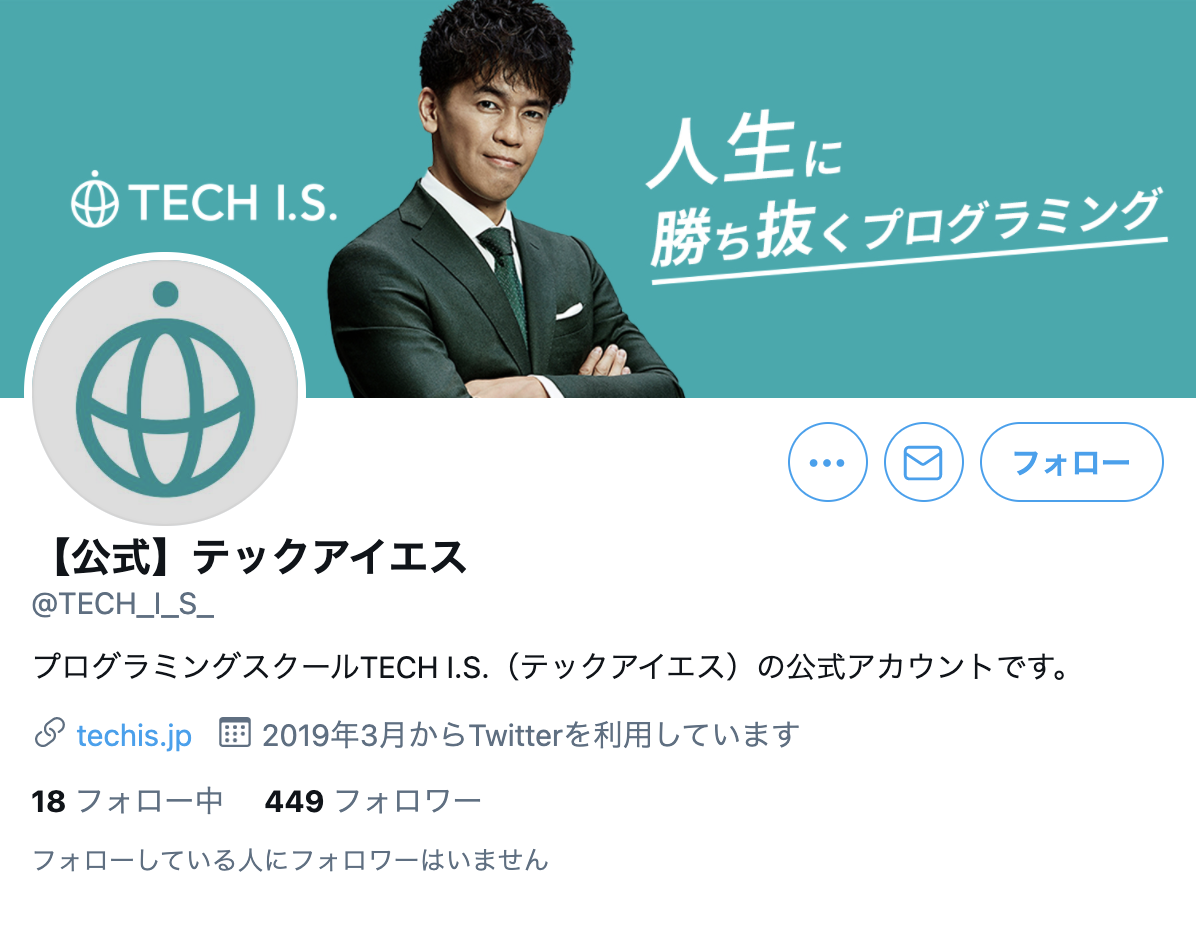 TECH I.S.
人生に
勝ち抜くプログラミング
フォロー
【公式】テックアイエス
@TECH_I_S_
プログラミングスクールTECH I.S.（テックアイエス）の公式アカウントです。
techis.jp 2019年3月からTwitterを利用しています
18 フォロー中 449 フォロワー
フォローしている人にフォロワーはいません